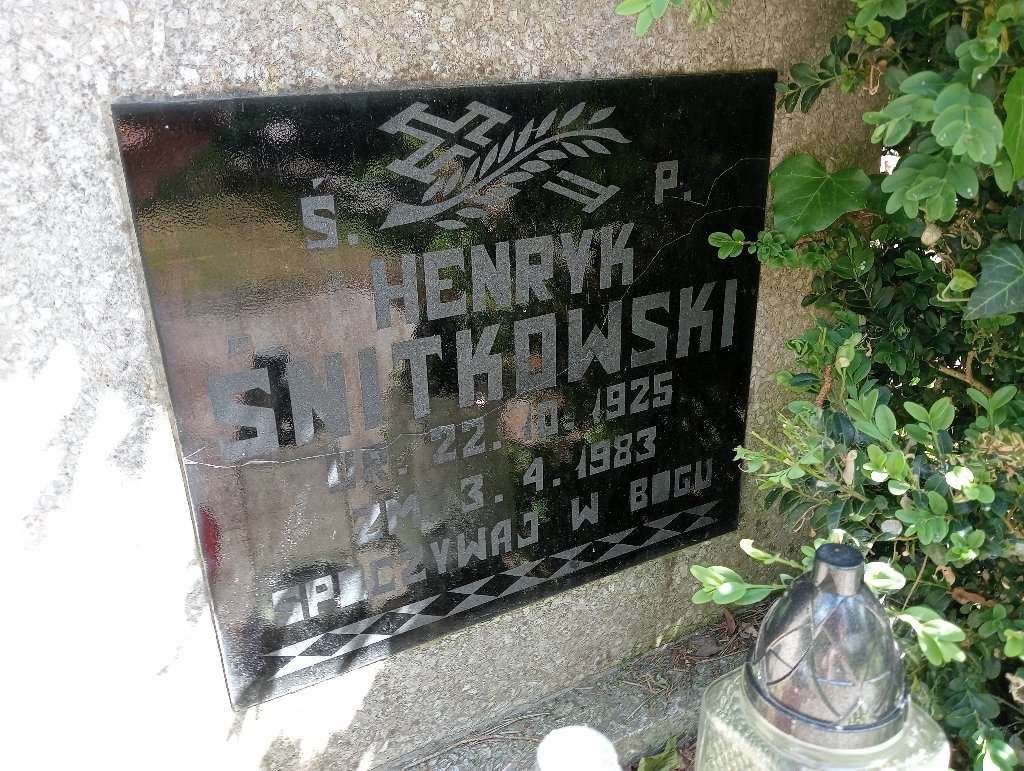 Ś. P.
HENRYK
ŚNITKOWSKI
UR. 22. 10. 1925
ZM. 3. 4. 1983
SPOCZYWAJ W BOGU